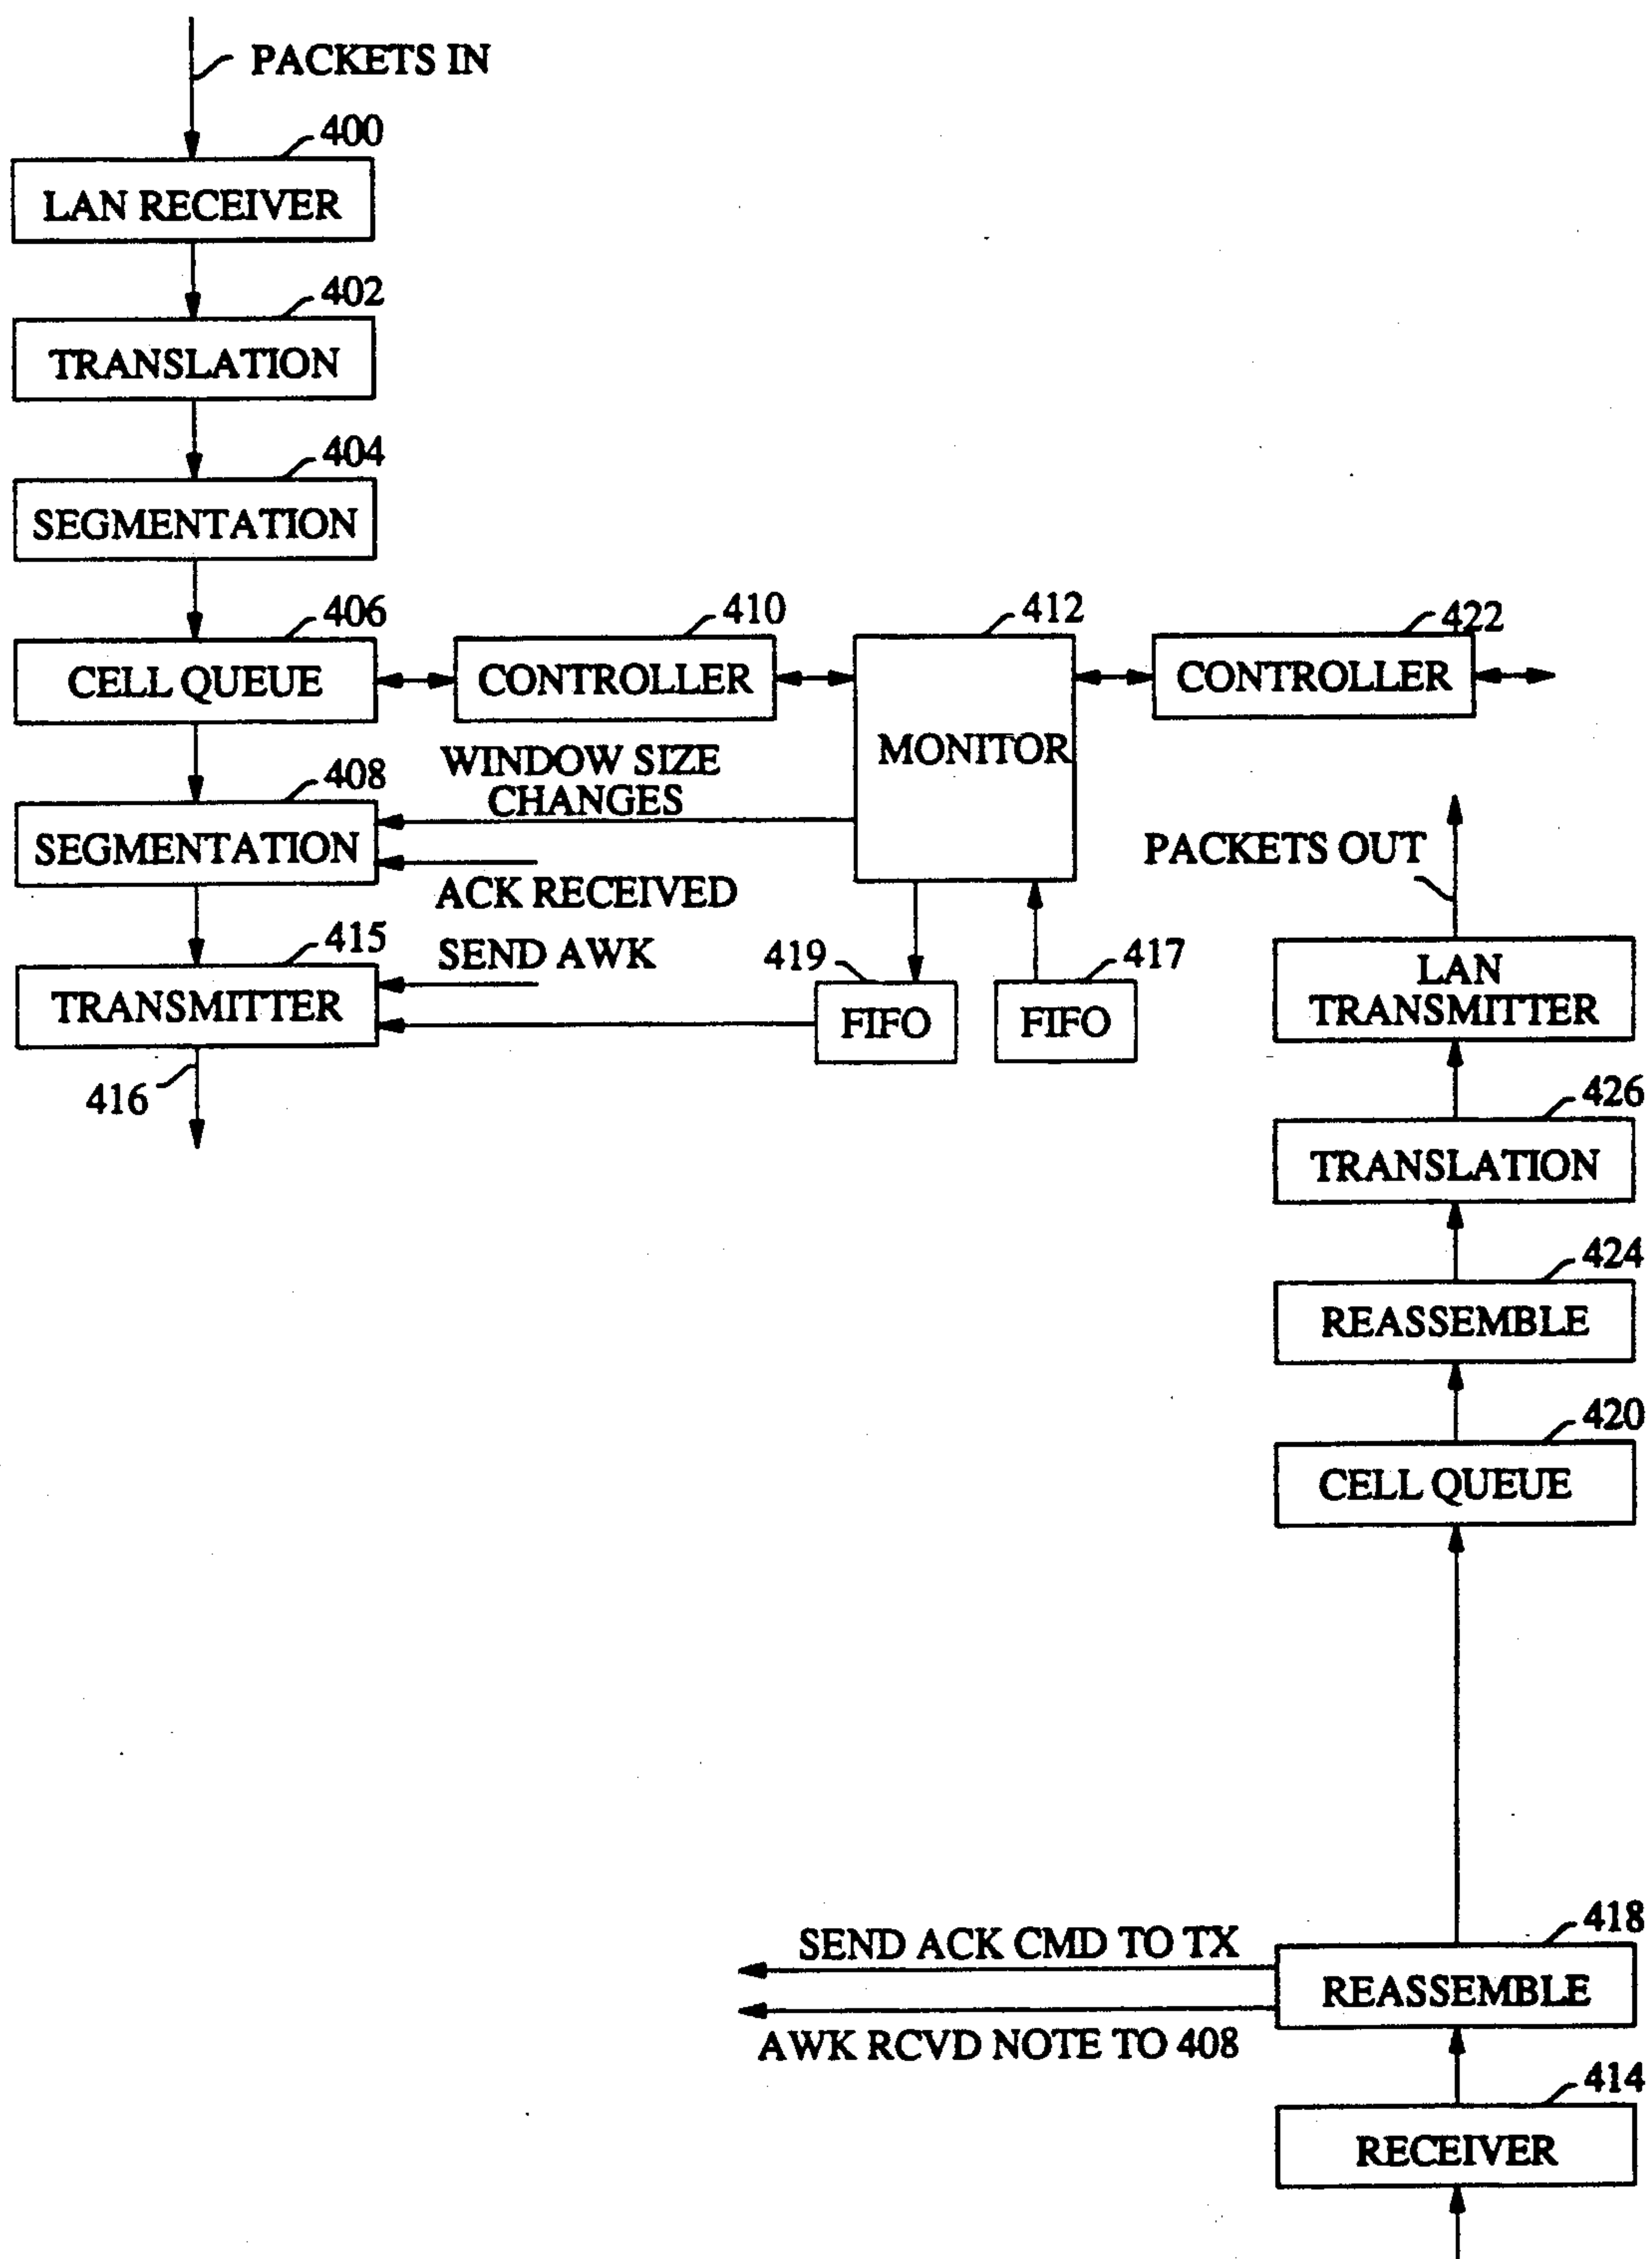 PACKETS IN
400
LAN RECEIVER
402
TRANSLATION
404
SEGMENTATION
406
CELL QUEUE
410
CONTROLLER
412
MONITOR
422
CONTROLLER
WINDOW SIZE
CHANGES
408
SEGMENTATION
ACK RECEIVED
415
TRANSMITTER
SEND AWK
416
419
FIFO
417
FIFO
PACKETS OUT
LAN
TRANSMITTER
426
TRANSLATION
424
REASSEMBLE
420
CELL QUEUE
418
REASSEMBLE
SEND ACK CMD TO TX
AWK RCVD NOTE TO 408
414
RECEIVER